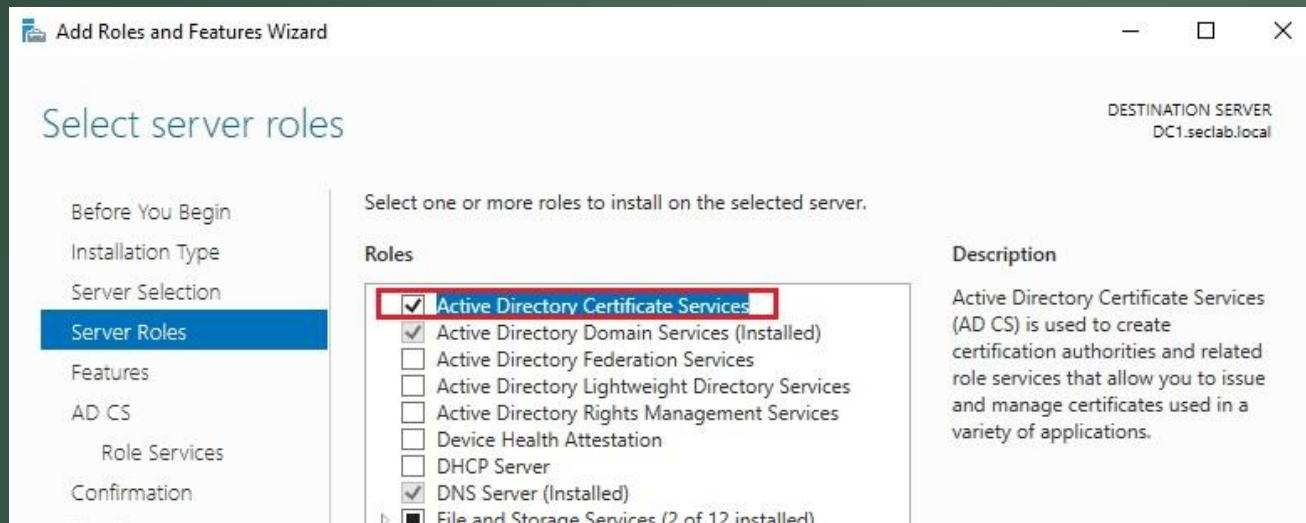 Add Roles and Features Wizard
Select server roles
DESTINATION SERVER
DC1.seclab.local
Before You Begin
Installation Type
Server Selection
Server Roles
Features
AD CS
Role Services
Confirmation
Select one or more roles to install on the selected server.
Roles
Active Directory Certificate Services
Active Directory Domain Services (Installed)
Active Directory Federation Services
Active Directory Lightweight Directory Services
Active Directory Rights Management Services
Device Health Attestation
DHCP Server
DNS Server (Installed)
File and Storage Services (2 of 12 installed)
Description
Active Directory Certificate Services
(AD CS) is used to create
certification authorities and related
role services that allow you to issue
and manage certificates used in a
variety of applications.